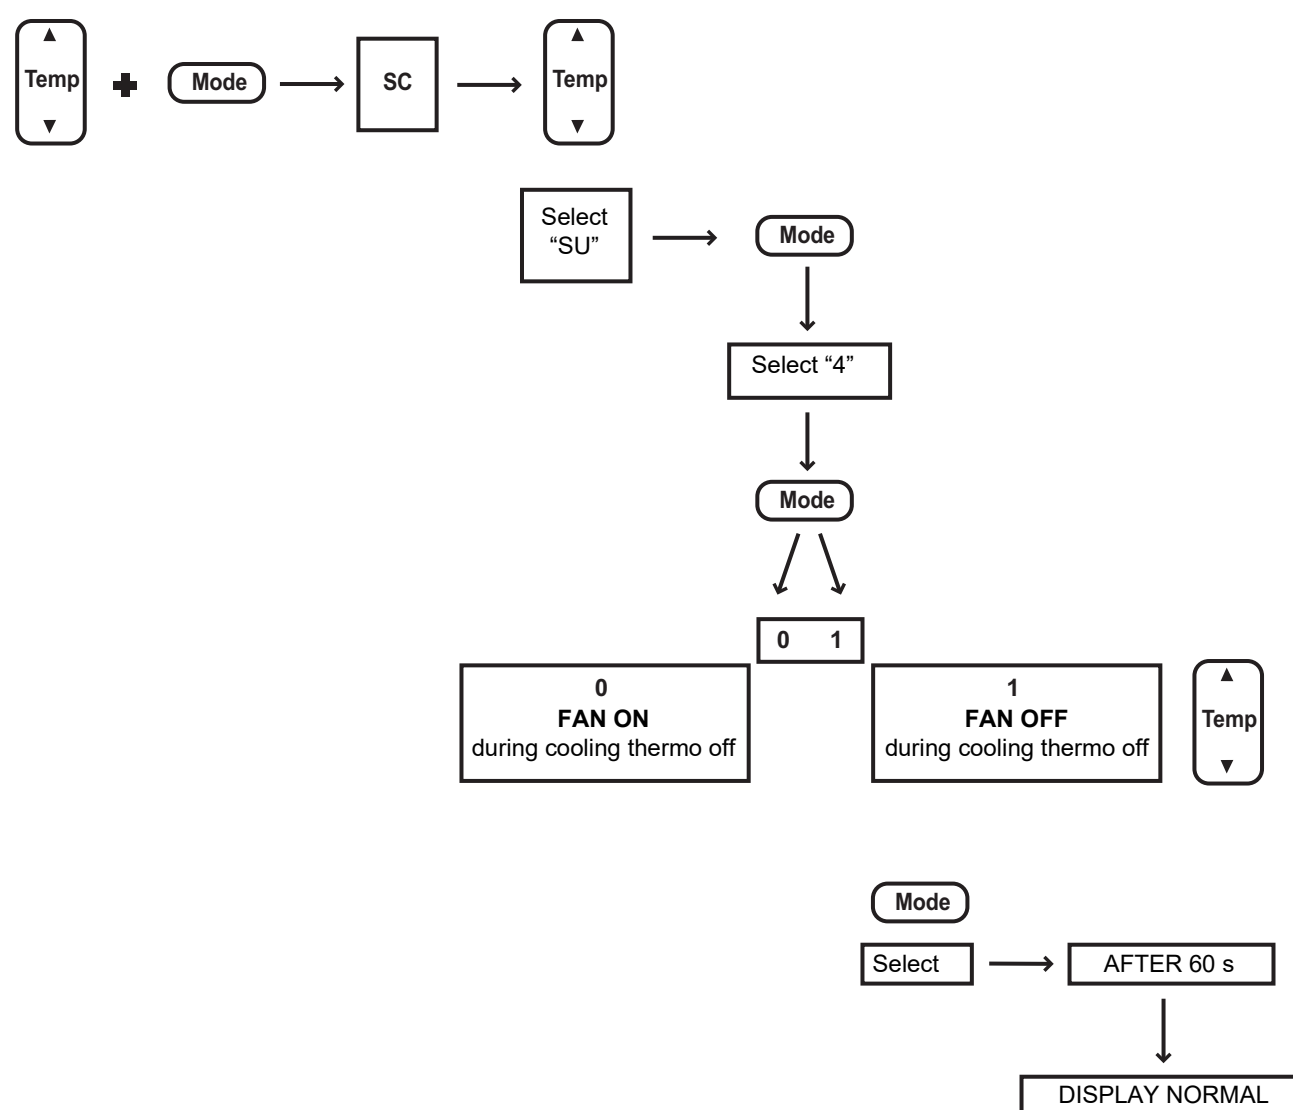 ▲
Temp
▼
✚
Mode
SC
▲
Temp
▼
Select
“SU”
Mode
Select “4”
Mode
0 1
0
FAN ON
during cooling thermo off
1
FAN OFF
during cooling thermo off
▲
Temp
▼
Mode
Select
AFTER 60 s
DISPLAY NORMAL